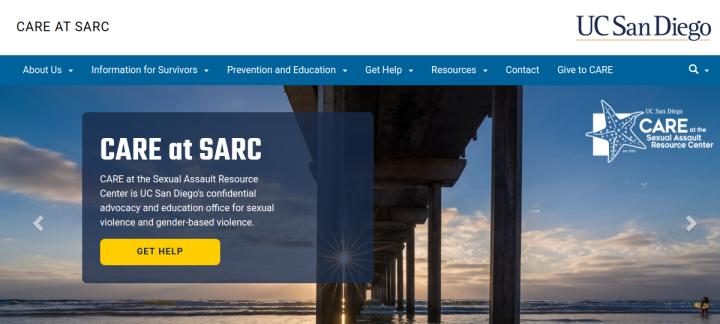 CARE AT SARC
UC San Diego
About Us
Information for Survivors
Prevention and Education
Get Help
Resources
Contact
Give to CARE
CARE at SARC
CARE at the Sexual Assault Resource
Center is UC San Diego's confidential
advocacy and education office for sexual
violence and gender-based violence.
GET HELP
UC San Diego
CARE at the
Sexual Assault
Resource Center